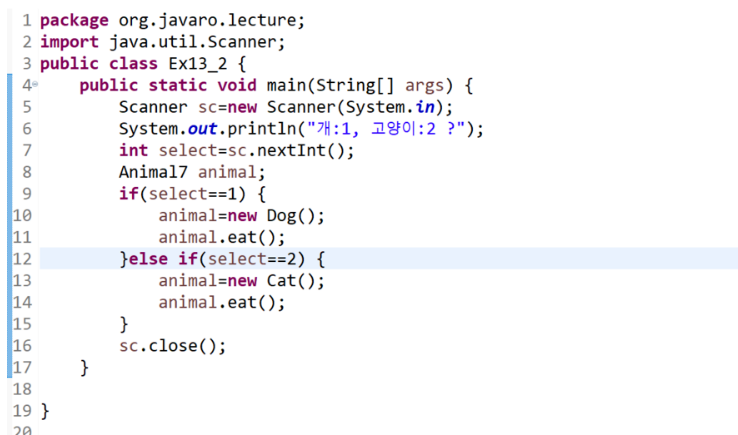 1 package org.javaro.lecture;
2 import java.util.Scanner;
3 public class Ex13_2 {
4 public static void main(String[] args) {
5 Scanner sc=new Scanner(System.in);
6 System.out.println("개:1, 고양이:2 ?");
7 int select=sc.nextInt();
8 Animal7 animal;
9 if(select==1) {
10 animal=new Dog();
11 animal.eat();
12 }else if(select==2) {
13 animal=new Cat();
14 animal.eat();
15 }
16 sc.close();
17 }
18
19 }
20